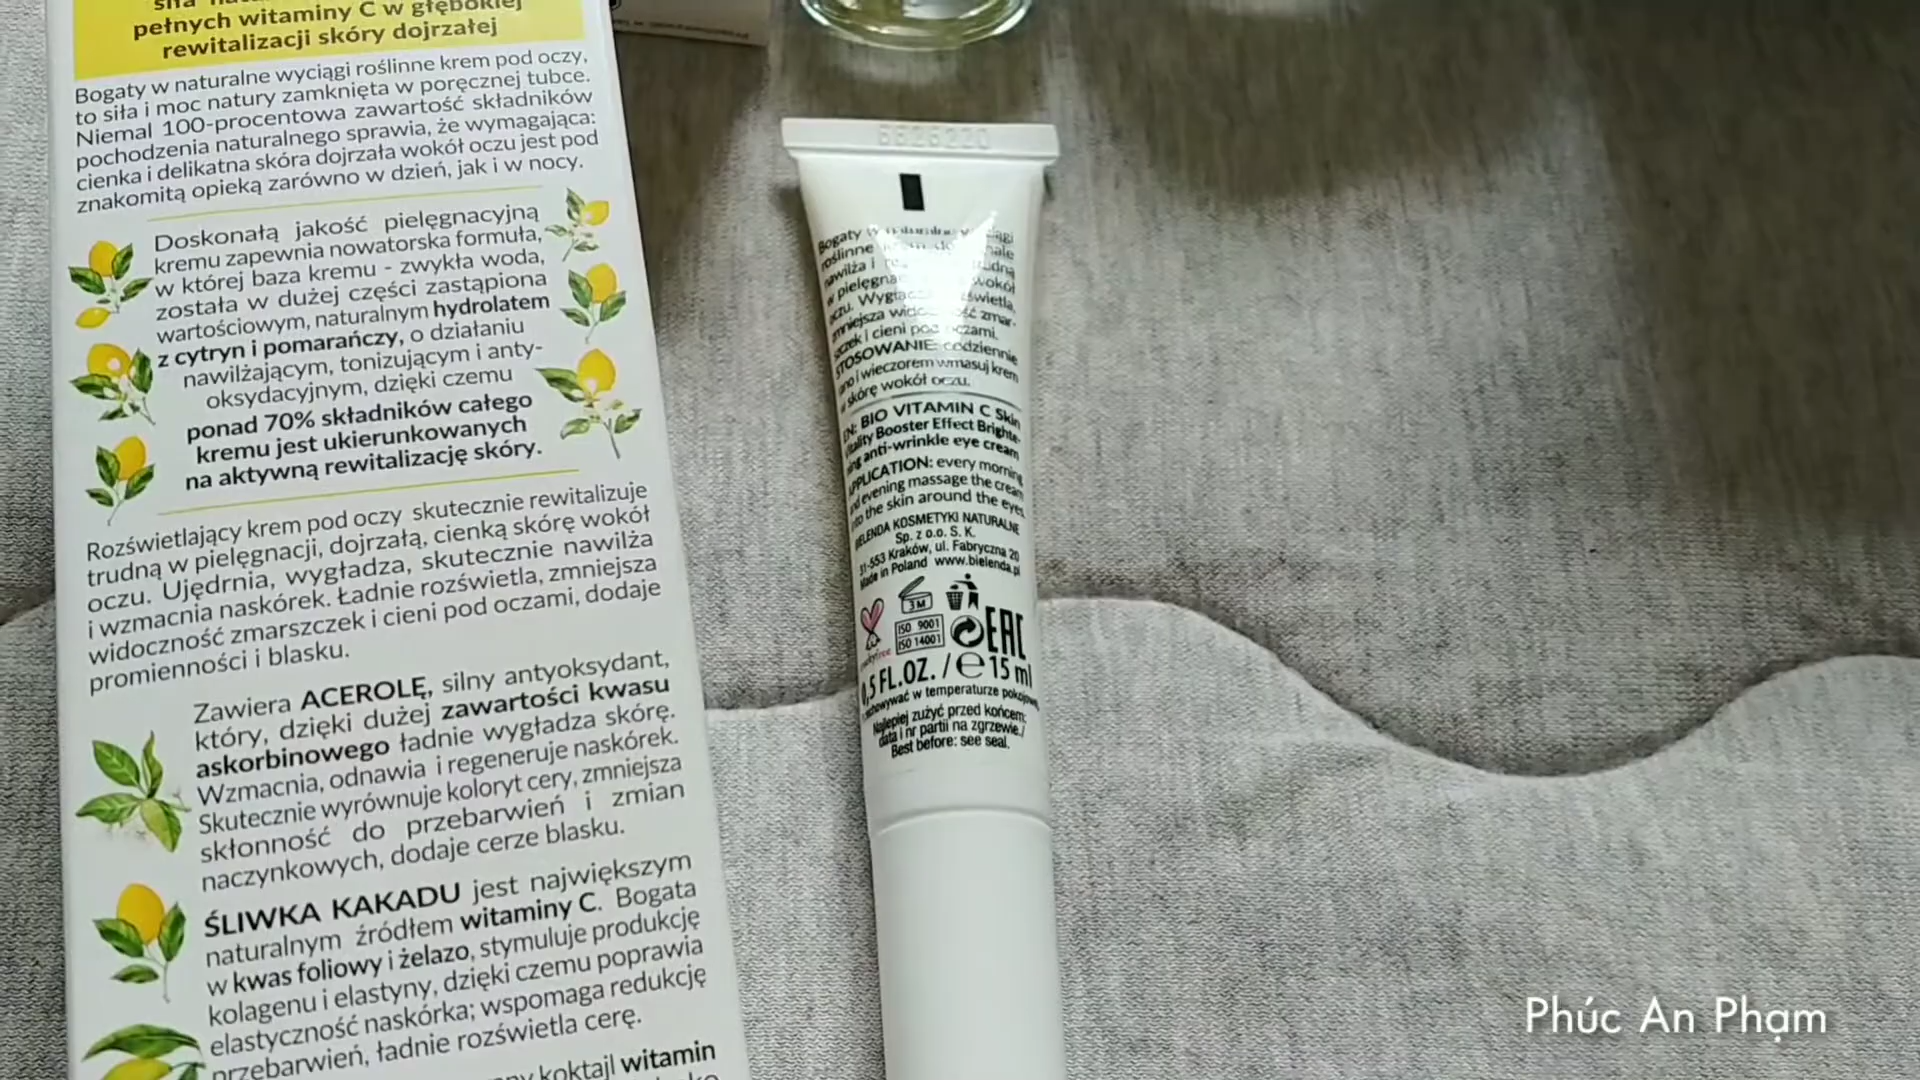 pełnych witaminy C w głębokiej
rewitalizacji skóry dojrzałej
Bogaty w naturalne wyciągi roślinne krem pod oczy,
to siła i moc natury zamknięta w poręcznej tubce.
Niemal 100-procentowa zawartość składników
pochodzenia naturalnego sprawia, że wymagająca:
cienka i delikatna skóra dojrzała wokół oczu jest pod
znakomitą opieką zarówno w dzień, jak i w nocy.
Doskonałą jakość pielęgnacyjną
kremu zapewnia nowatorska formuła,
w której baza kremu - zwykła woda,
została w dużej części zastąpiona
wartościowym, naturalnym hydrolatem
z cytryn i pomarańczy, o działaniu
nawilżającym, tonizującym i anty-
oksydacyjnym, dzięki czemu
ponad 70% składników całego
kremu jest ukierunkowanych
na aktywną rewitalizację skóry.
Rozświetlający krem pod oczy skutecznie rewitalizuje
trudną w pielęgnacji, dojrzałą, cienką skórę wokół
oczu. Ujędrnia, wygładza, skutecznie nawilża
i wzmacnia naskórek. Ładnie rozświetla, zmniejsza
widoczność zmarszczek i cieni pod oczami, dodaje
promienności i blasku.
Zawiera ACEROLĘ, silny antyoksydant,
który, dzięki dużej zawartości kwasu
askorbinowego ładnie wygładza skórę.
Wzmacnia, odnawia i regeneruje naskórek.
Skutecznie wyrównuje koloryt cery, zmniejsza
skłonność do przebarwień i zmian
naczynkowych, dodaje cerze blasku.
ŚLIWKA KAKADU jest największym
naturalnym źródłem witaminy C. Bogata
w kwas foliowy i żelazo, stymuluje produkcję
kolagenu i elastyny, dzięki czemu poprawia
elastyczność naskórka; wspomaga redukcję
przebarwień, ładnie rozświetla cerę.
koktajl witamin
Bogaty w
roślinne
nawilża i
w pielęgnac wokół
oczu.
zmniejsza zmar-
szczek i cieni pod oczami.
STOSOWANIE: codziennie
rano i wieczorem wmasuj krem
w skórę wokół oczu.
EN: BIO VITAMIN C Skin
Vitality Booster Effect Brighte-
ning anti-wrinkle eye cream
APPLICATION: every morning
and evening massage the cream
into the skin around the eyes.
BIELENDA KOSMETYKI NATURALNE
Sp. z o.o. S. K.
31-553 Kraków, ul. Fabryczna 20
Made in Poland www.bielenda.pl
3M
ISO 9001
ISO 14001
EAC
crueltyfree
0,5 FL.OZ. / e 15 ml
Przechowywać w temperaturze pokojowej.
Najlepiej zużyć przed końcem:
data i nr partii na zgrzewie./
Best before: see seal.
Phúc An Phạm